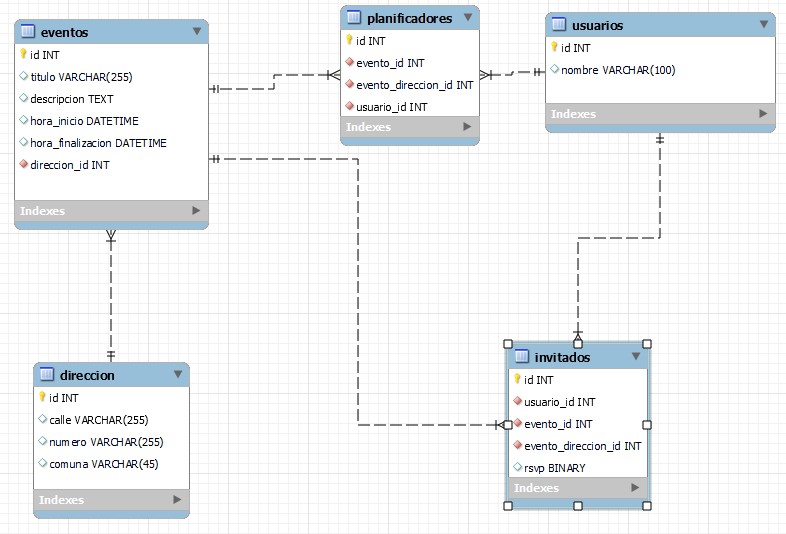 eventos
id INT
titulo VARCHAR(255)
descripcion TEXT
hora_inicio DATETIME
hora_finalizacion DATETIME
direccion_id INT
Indexes
planificadores
id INT
evento_id INT
evento_direccion_id INT
usuario_id INT
Indexes
usuarios
id INT
nombre VARCHAR(100)
Indexes
direccion
id INT
calle VARCHAR(255)
numero VARCHAR(255)
comuna VARCHAR(45)
Indexes
invitados
id INT
usuario_id INT
evento_id INT
evento_direccion_id INT
rsvp BINARY
Indexes